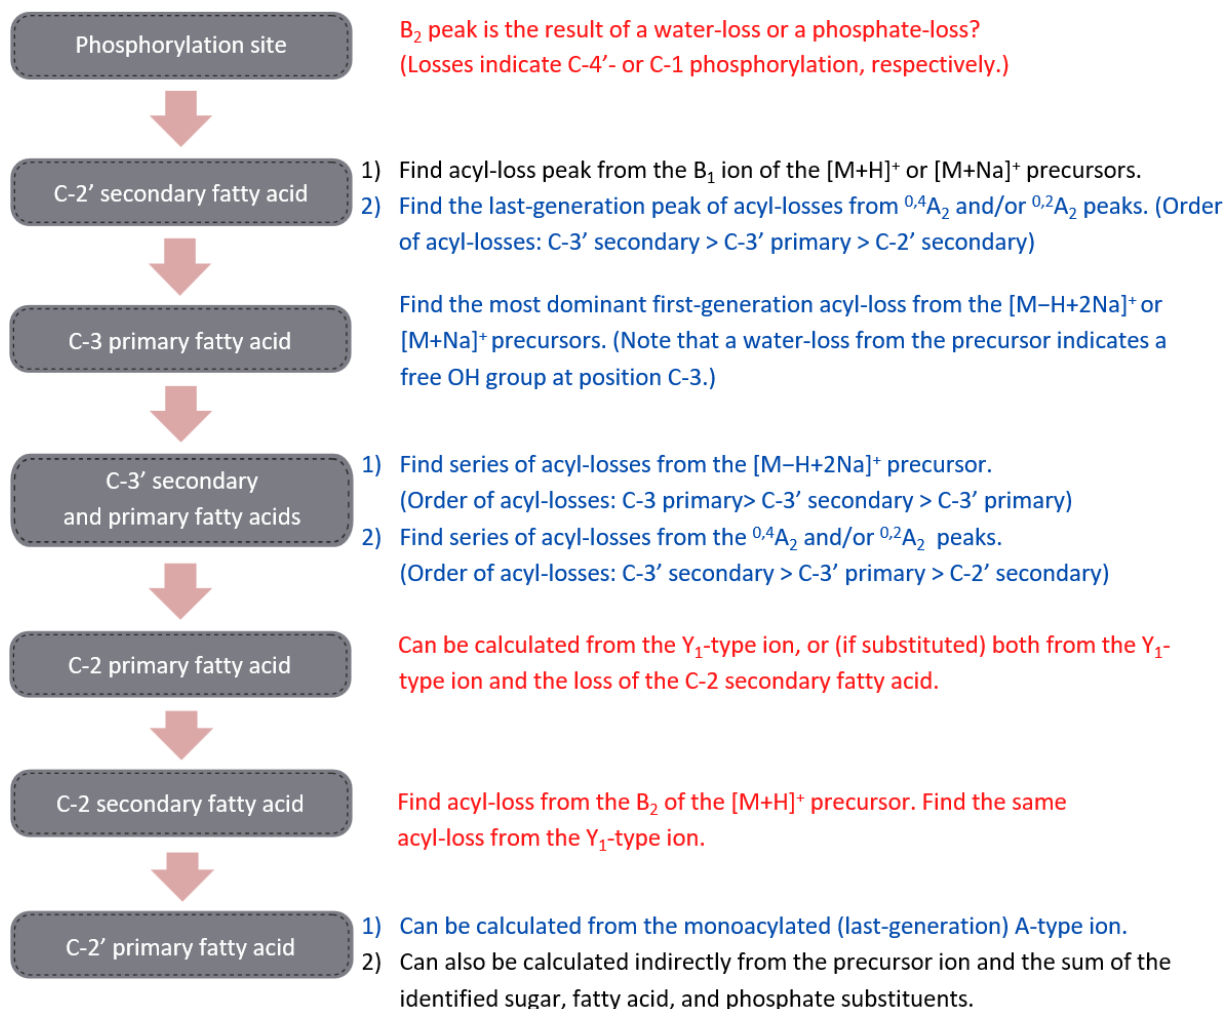 Phosphorylation site
B₂ peak is the result of a water-loss or a phosphate-loss?
(Losses indicate C-4′- or C-1 phosphorylation, respectively.)
C-2′ secondary fatty acid
1) Find acyl-loss peak from the B₁ ion of the [M+H]⁺ or [M+Na]⁺ precursors.
2) Find the last-generation peak of acyl-losses from ⁰,⁴A₂ and/or ⁰,²A₂ peaks. (Order
of acyl-losses: C-3′ secondary > C-3′ primary > C-2′ secondary)
C-3 primary fatty acid
Find the most dominant first-generation acyl-loss from the [M−H+2Na]⁺ or
[M+Na]⁺ precursors. (Note that a water-loss from the precursor indicates a
free OH group at position C-3.)
C-3′ secondary
and primary fatty acids
1) Find series of acyl-losses from the [M−H+2Na]⁺ precursor.
(Order of acyl-losses: C-3 primary> C-3′ secondary > C-3′ primary)
2) Find series of acyl-losses from the ⁰,⁴A₂ and/or ⁰,²A₂ peaks.
(Order of acyl-losses: C-3′ secondary > C-3′ primary > C-2′ secondary)
C-2 primary fatty acid
Can be calculated from the Y₁-type ion, or (if substituted) both from the Y₁-
type ion and the loss of the C-2 secondary fatty acid.
C-2 secondary fatty acid
Find acyl-loss from the B₂ of the [M+H]⁺ precursor. Find the same
acyl-loss from the Y₁-type ion.
C-2′ primary fatty acid
1) Can be calculated from the monoacylated (last-generation) A-type ion.
2) Can also be calculated indirectly from the precursor ion and the sum of the
identified sugar, fatty acid, and phosphate substituents.